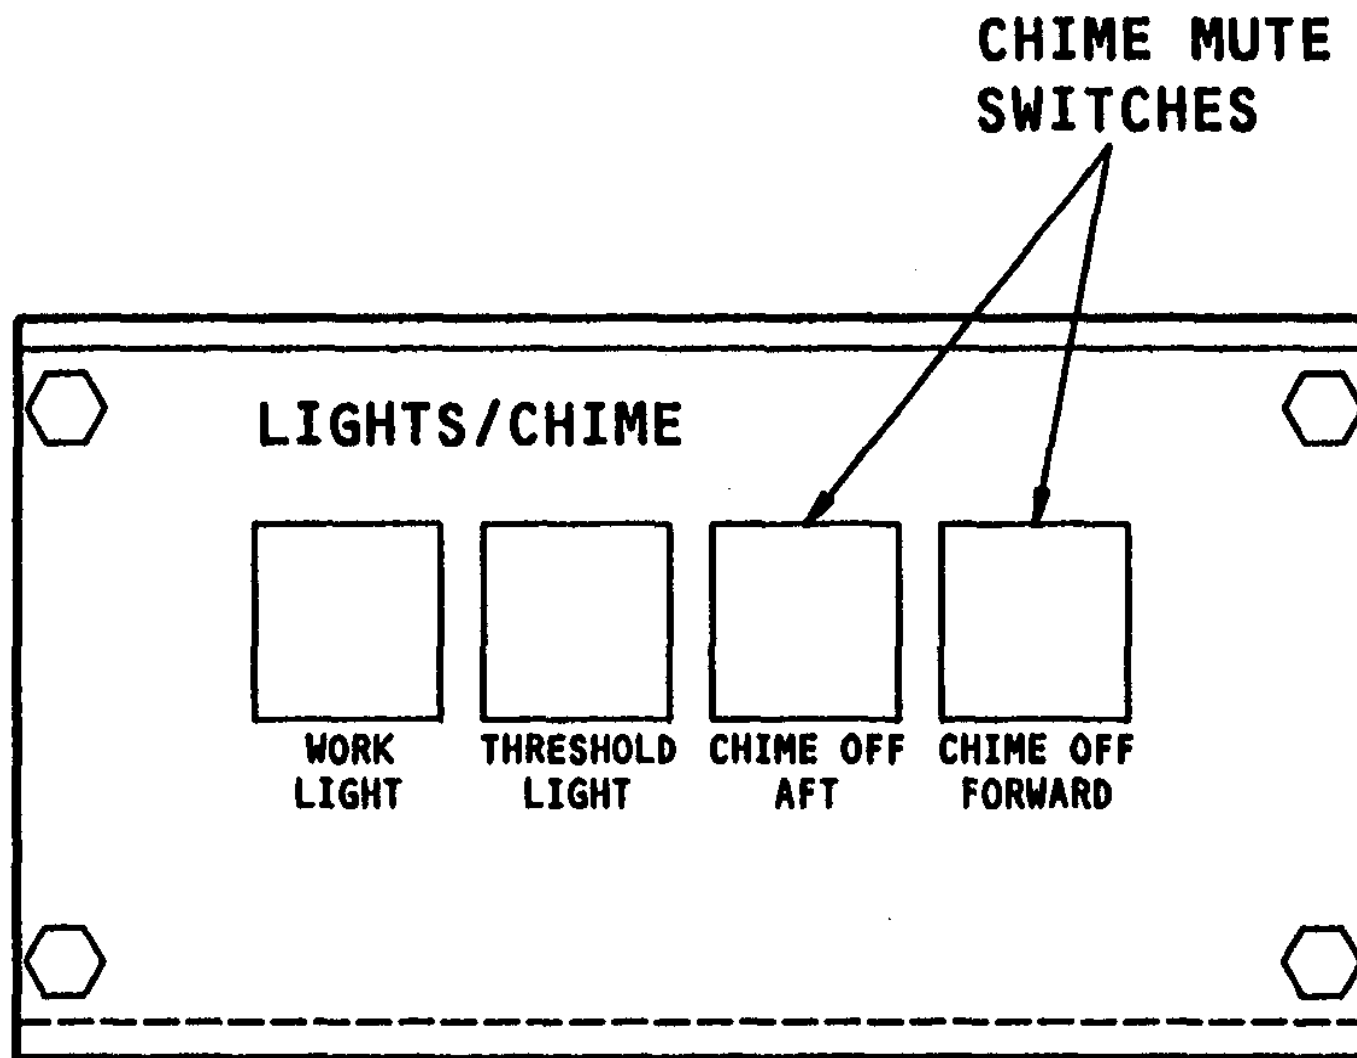 CHIME MUTE
SWITCHES
LIGHTS/CHIME
WORK
LIGHT
THRESHOLD
LIGHT
CHIME OFF
AFT
CHIME OFF
FORWARD